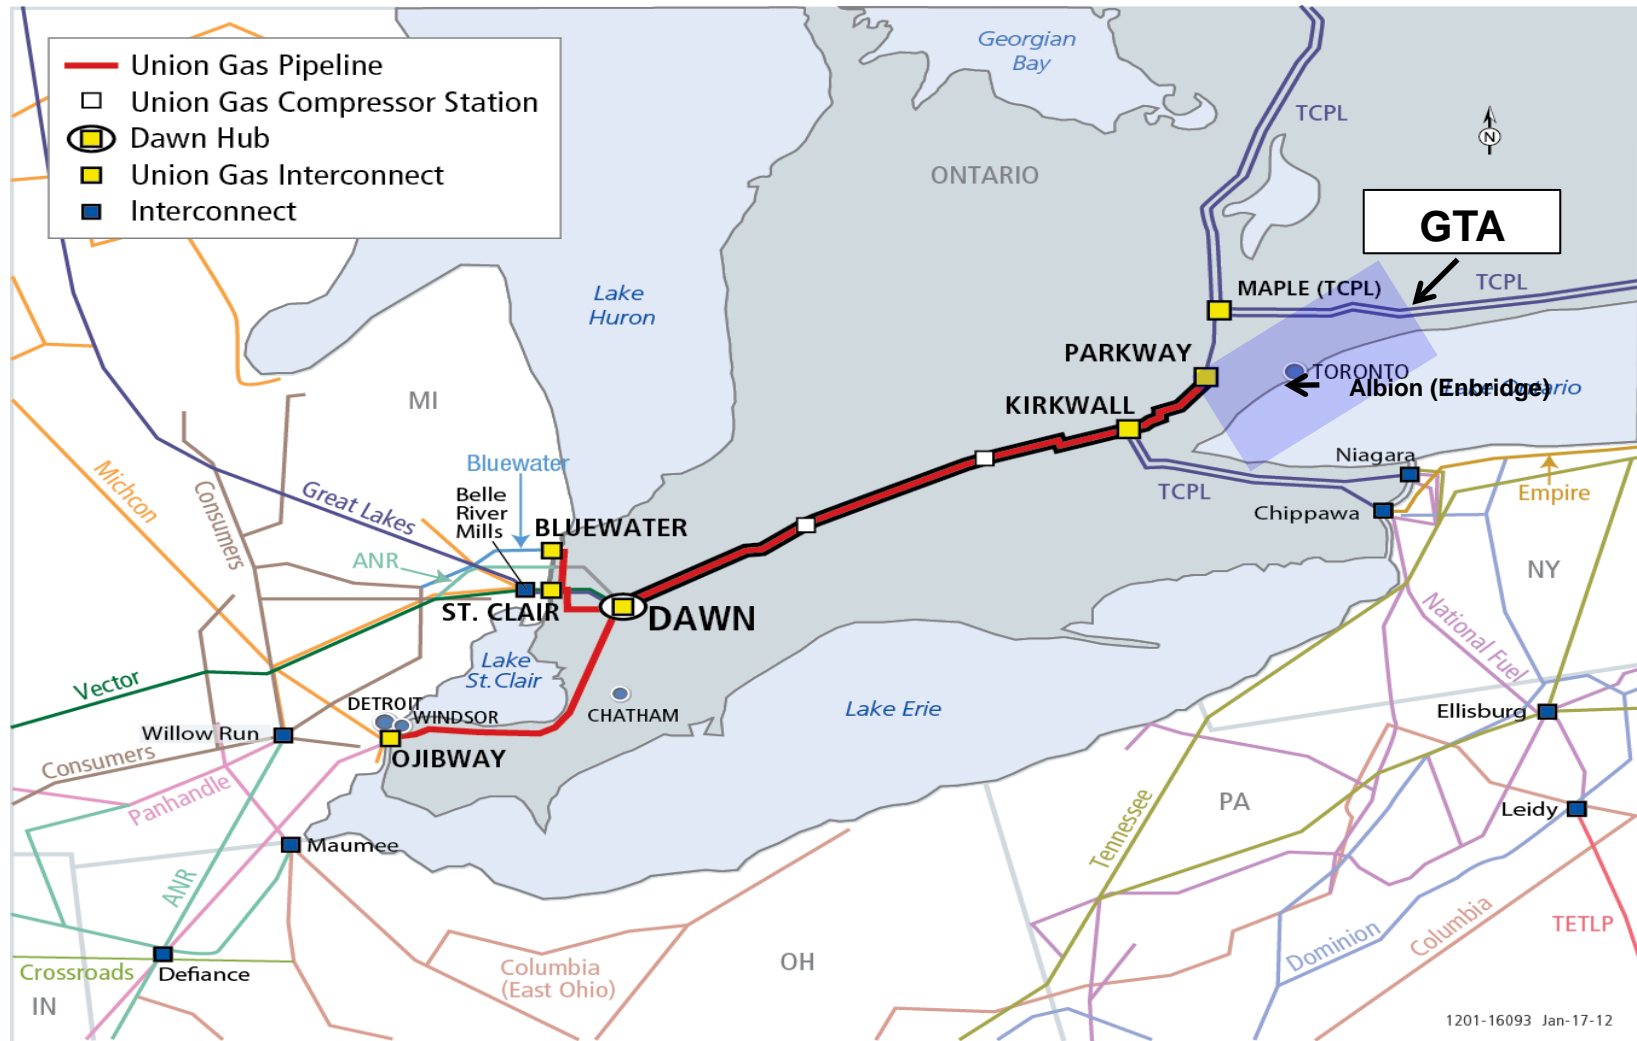 Union Gas Pipeline
Union Gas Compressor Station
Dawn Hub
Union Gas Interconnect
Interconnect
Georgian
Bay
TCPL
N
ONTARIO
GTA
Lake
Huron
MAPLE (TCPL)
TCPL
PARKWAY
TORONTO
Lake Ontario
Albion (Enbridge)
MI
KIRKWALL
Niagara
Bluewater
Michcon
Consumers
Great Lakes
Belle
River
Mills
TCPL
Empire
Chippawa
BLUEWATER
ANR
NY
ST. CLAIR
DAWN
National Fuel
Lake
St.Clair
Vector
DETROIT
WINDSOR
CHATHAM
Lake Erie
Ellisburg
Willow Run
OJIBWAY
Consumers
Panhandle
PA
Leidy
Tennessee
Maumee
ANR
TETLP
Columbia
Dominion
Crossroads
Defiance
Columbia
(East Ohio)
OH
IN
1201-16093 Jan-17-12